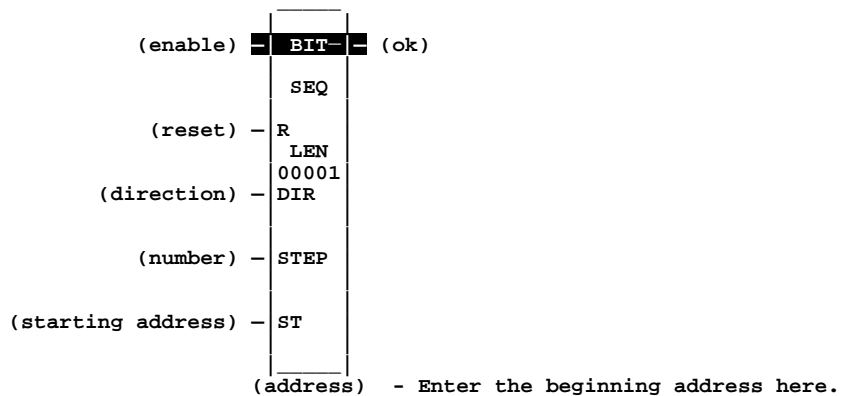 (enable) BIT (ok)
SEQ
(reset) R
LEN
00001
(direction) DIR
(number) STEP
(starting address) ST
(address) - Enter the beginning address here.